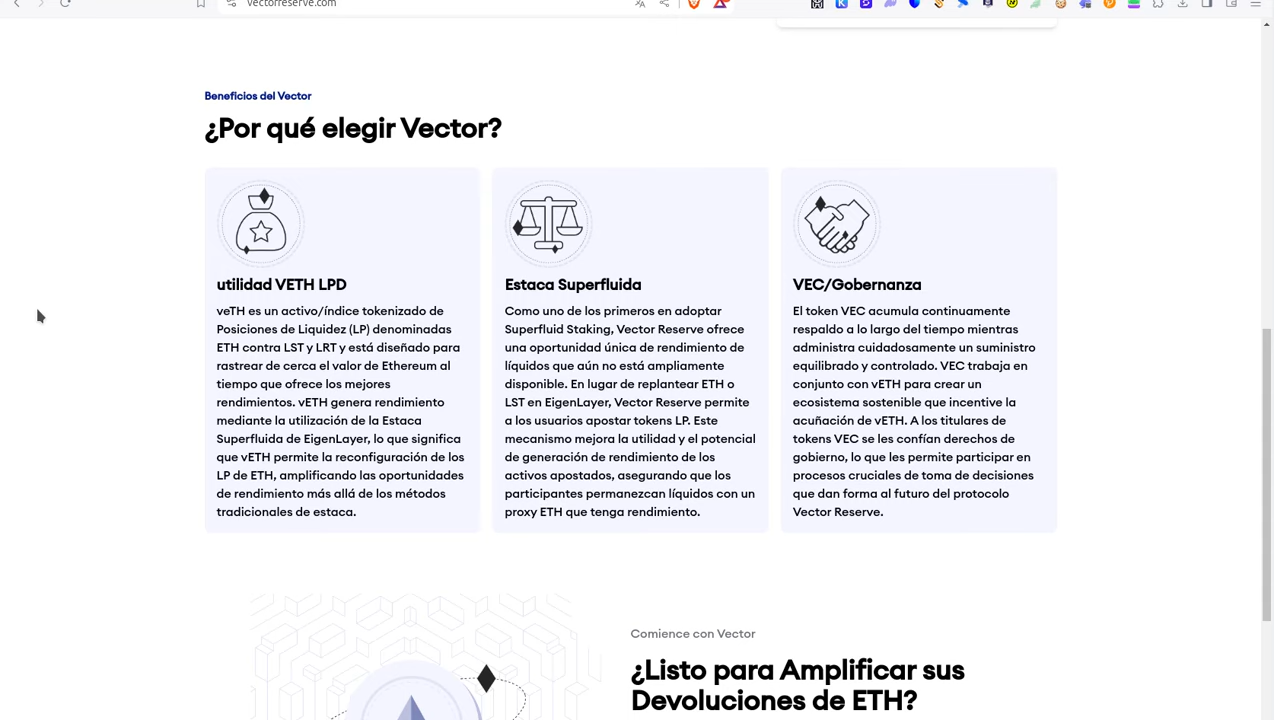 vectorreserve.com
Beneficios del Vector
¿Por qué elegir Vector?
utilidad VETH LPD
veTH es un activo/índice tokenizado de
Posiciones de Liquidez (LP) denominadas
ETH contra LST y LRT y está diseñado para
rastrear de cerca el valor de Ethereum al
tiempo que ofrece los mejores
rendimientos. vETH genera rendimiento
mediante la utilización de la Estaca
Superfluida de EigenLayer, lo que significa
que vETH permite la reconfiguración de los
LP de ETH, amplificando las oportunidades
de rendimiento más allá de los métodos
tradicionales de estaca.
Estaca Superfluida
Como uno de los primeros en adoptar
Superfluid Staking, Vector Reserve ofrece
una oportunidad única de rendimiento de
líquidos que aún no está ampliamente
disponible. En lugar de replantear ETH o
LST en EigenLayer, Vector Reserve permite
a los usuarios apostar tokens LP. Este
mecanismo mejora la utilidad y el potencial
de generación de rendimiento de los
activos apostados, asegurando que los
participantes permanezcan líquidos con un
proxy ETH que tenga rendimiento.
VEC/Gobernanza
El token VEC acumula continuamente
respaldo a lo largo del tiempo mientras
administra cuidadosamente un suministro
equilibrado y controlado. VEC trabaja en
conjunto con vETH para crear un
ecosistema sostenible que incentive la
acuñación de vETH. A los titulares de
tokens VEC se les confían derechos de
gobierno, lo que les permite participar en
procesos cruciales de toma de decisiones
que dan forma al futuro del protocolo
Vector Reserve.
Comience con Vector
¿Listo para Amplificar sus
Devoluciones de ETH?